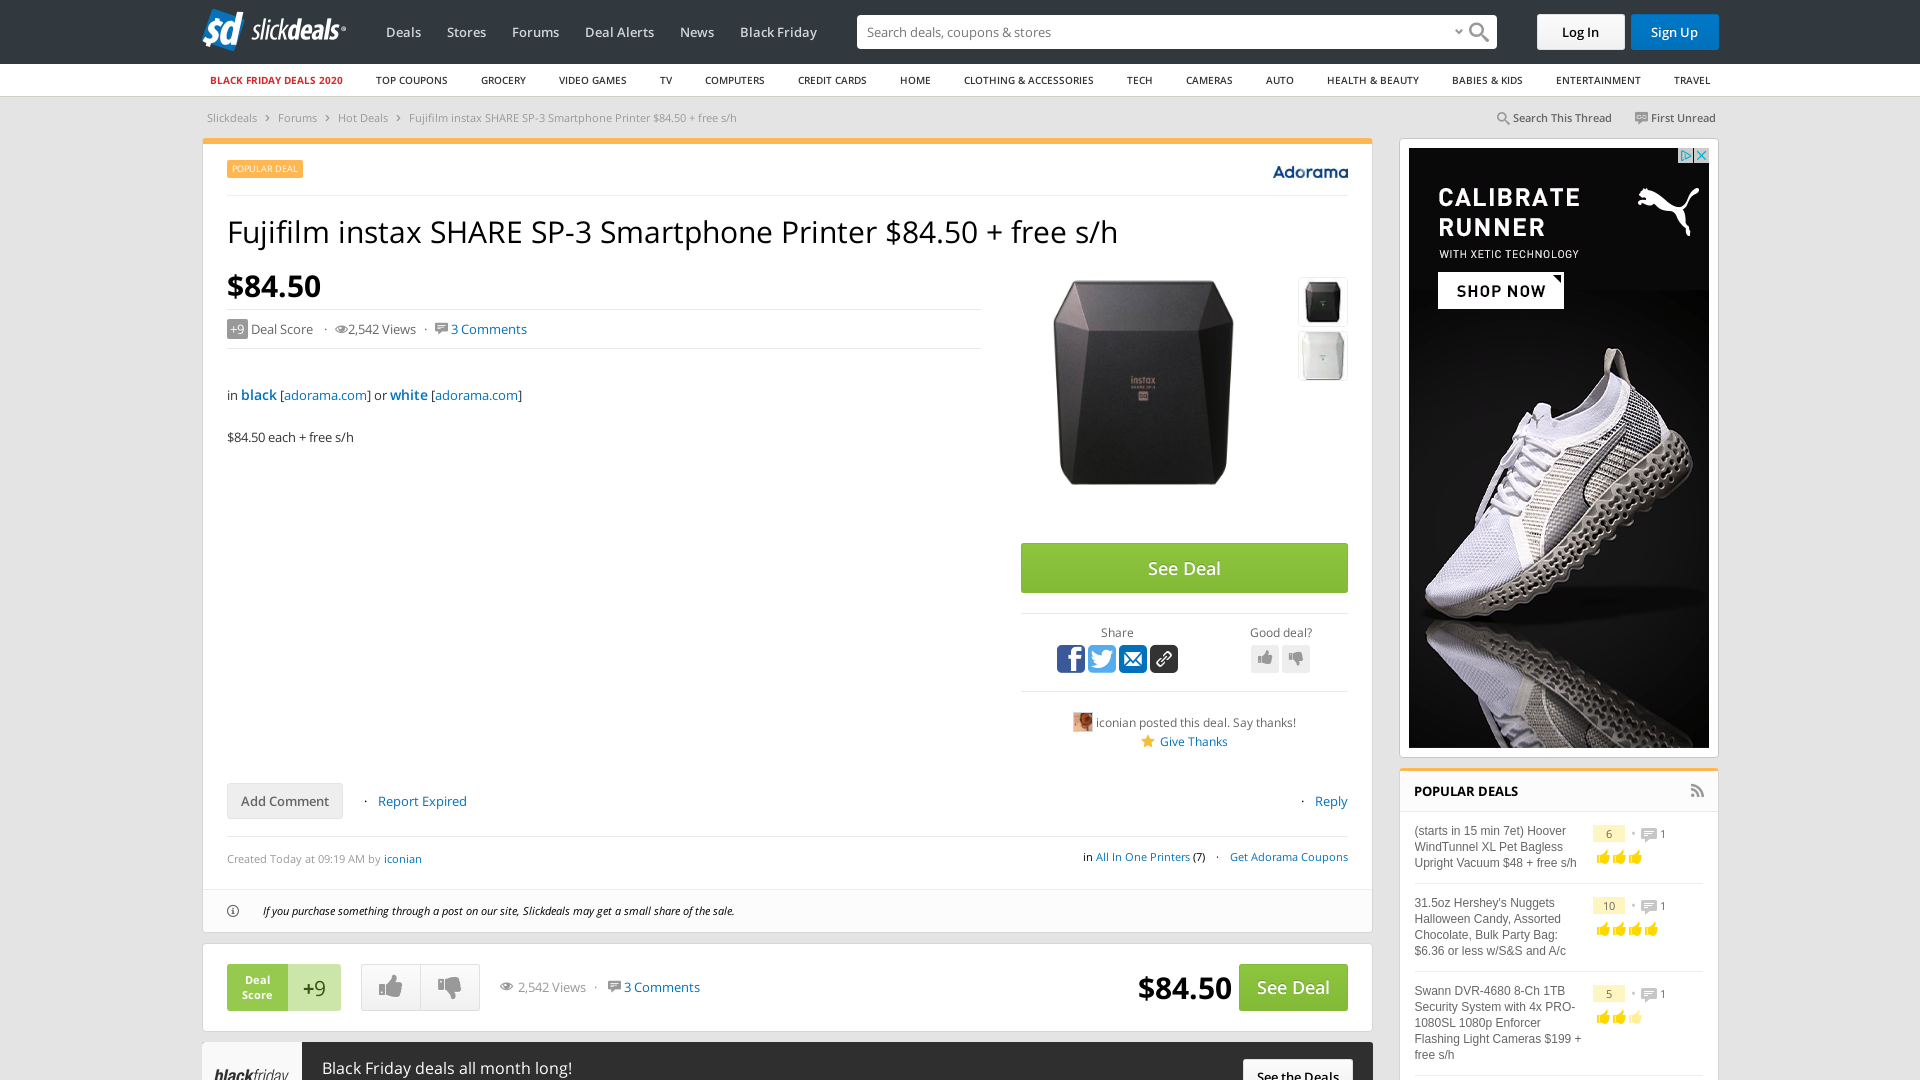 slickdeals
Deals
Stores
Forums
Deal Alerts
News
Black Friday
Search deals, coupons & stores
Log In
Sign Up
BLACK FRIDAY DEALS 2020
TOP COUPONS
GROCERY
VIDEO GAMES
TV
COMPUTERS
CREDIT CARDS
HOME
CLOTHING & ACCESSORIES
TECH
CAMERAS
AUTO
HEALTH & BEAUTY
BABIES & KIDS
ENTERTAINMENT
TRAVEL
Slickdeals › Forums › Hot Deals › Fujifilm instax SHARE SP-3 Smartphone Printer $84.50 + free s/h
Search This Thread
First Unread
POPULAR DEAL
Adorama
Fujifilm instax SHARE SP-3 Smartphone Printer $84.50 + free s/h
$84.50
+9 Deal Score · 2,542 Views · 3 Comments
in black [adorama.com] or white [adorama.com]
$84.50 each + free s/h
instax
SHARE SP-3
SQ
See Deal
Share
Good deal?
iconian posted this deal. Say thanks!
Give Thanks
Add Comment
· Report Expired
· Reply
Created Today at 09:19 AM by iconian
in All In One Printers (7) · Get Adorama Coupons
If you purchase something through a post on our site, Slickdeals may get a small share of the sale.
Deal
Score
+9
2,542 Views · 3 Comments
$84.50
See Deal
blackfriday
Black Friday deals all month long!
See the Deals
CALIBRATE
RUNNER
WITH XETIC TECHNOLOGY
SHOP NOW
POPULAR DEALS
(starts in 15 min 7et) Hoover
WindTunnel XL Pet Bagless
Upright Vacuum $48 + free s/h
6 • 1
31.5oz Hershey's Nuggets
Halloween Candy, Assorted
Chocolate, Bulk Party Bag:
$6.36 or less w/S&S and A/c
10 • 1
Swann DVR-4680 8-Ch 1TB
Security System with 4x PRO-
1080SL 1080p Enforcer
Flashing Light Cameras $199 +
free s/h
5 • 1